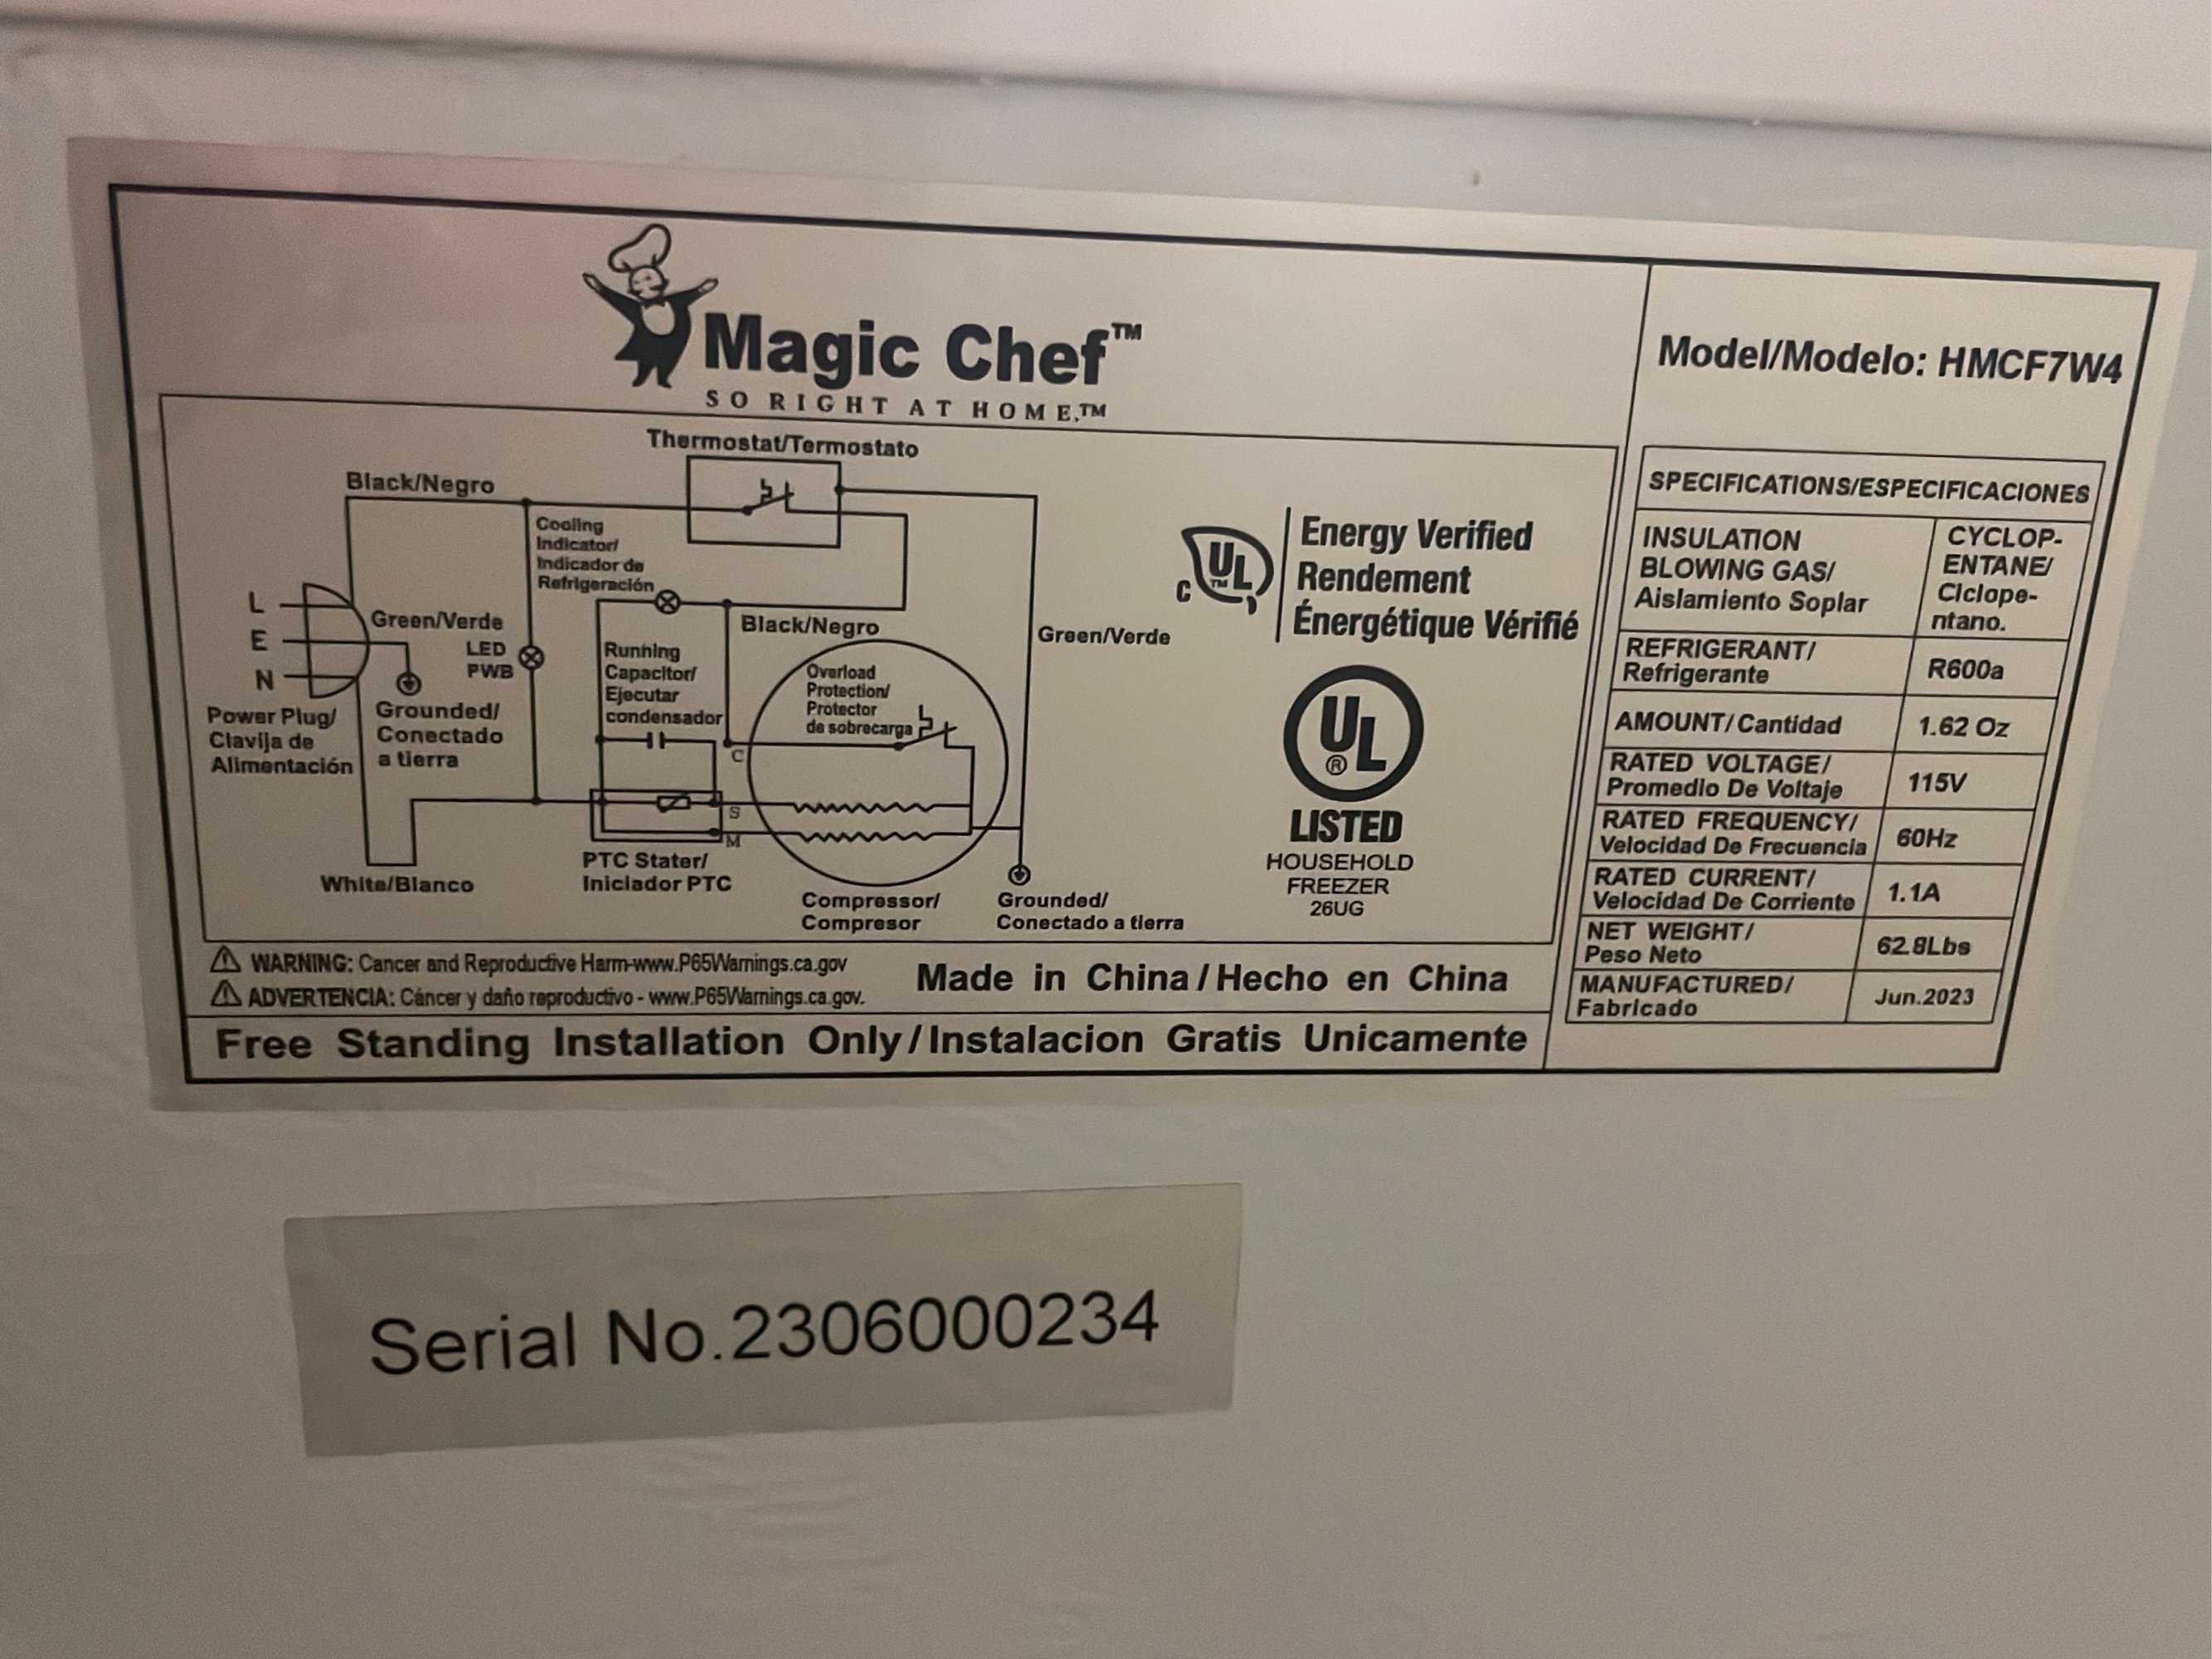 Magic Chef™
SO RIGHT AT HOME.™
Model/Modelo: HMCF7W4
Thermostat/Termostato
Black/Negro
Cooling
Indicator/
Indicador de
Refrigeración
L
E
N
Green/Verde
LED
PWB
Power Plug/
Clavija de
Alimentación
Grounded/
Conectado
a tierra
Running
Capacitor/
Ejecutar
condensador
Black/Negro
Overload
Protection/
Protector
de sobrecarga
Green/Verde
C
S
M
White/Blanco
PTC Stater/
Iniciador PTC
Compressor/
Compresor
Grounded/
Conectado a tierra
C UL™
Energy Verified
Rendement
Énergétique Vérifié
UL®
LISTED
HOUSEHOLD
FREEZER
26UG
SPECIFICATIONS/ESPECIFICACIONES
INSULATION
BLOWING GAS/
Aislamiento Soplar
CYCLOP-
ENTANE/
Ciclope-
ntano.
REFRIGERANT/
Refrigerante
R600a
AMOUNT/Cantidad
1.62 Oz
RATED VOLTAGE/
Promedio De Voltaje
115V
RATED FREQUENCY/
Velocidad De Frecuencia
60Hz
RATED CURRENT/
Velocidad De Corriente
1.1A
NET WEIGHT/
Peso Neto
62.8Lbs
MANUFACTURED/
Fabricado
Jun.2023
WARNING: Cancer and Reproductive Harm-www.P65Warnings.ca.gov
ADVERTENCIA: Cáncer y daño reproductivo - www.P65Warnings.ca.gov.
Made in China/Hecho en China
Free Standing Installation Only/Instalacion Gratis Unicamente
Serial No.2306000234